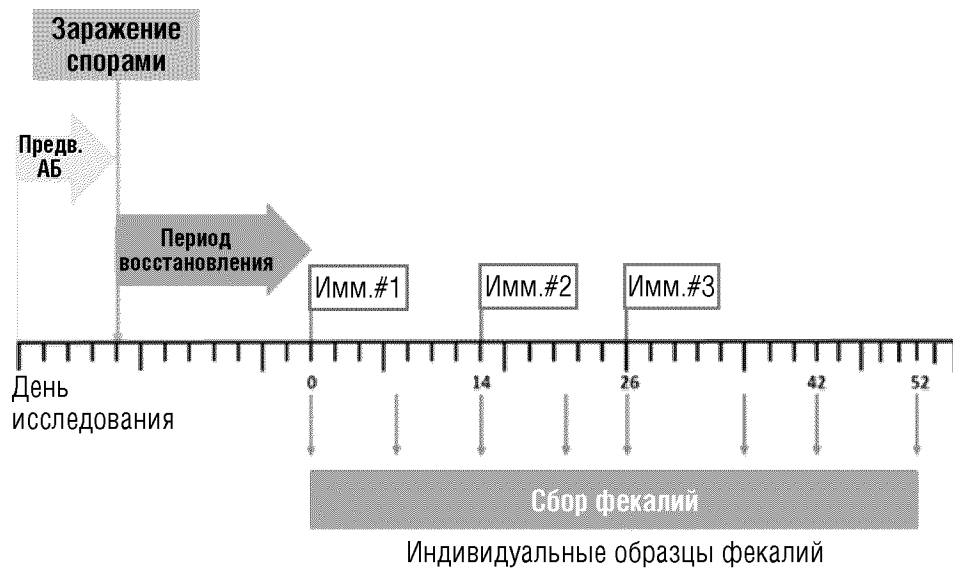 Заражение
спорами
Предв.
АБ
Период
восстановления
Имм.#1
Имм.#2
Имм.#3
0
14
26
42
52
День
исследования
Сбор фекалий
Индивидуальные образцы фекалий